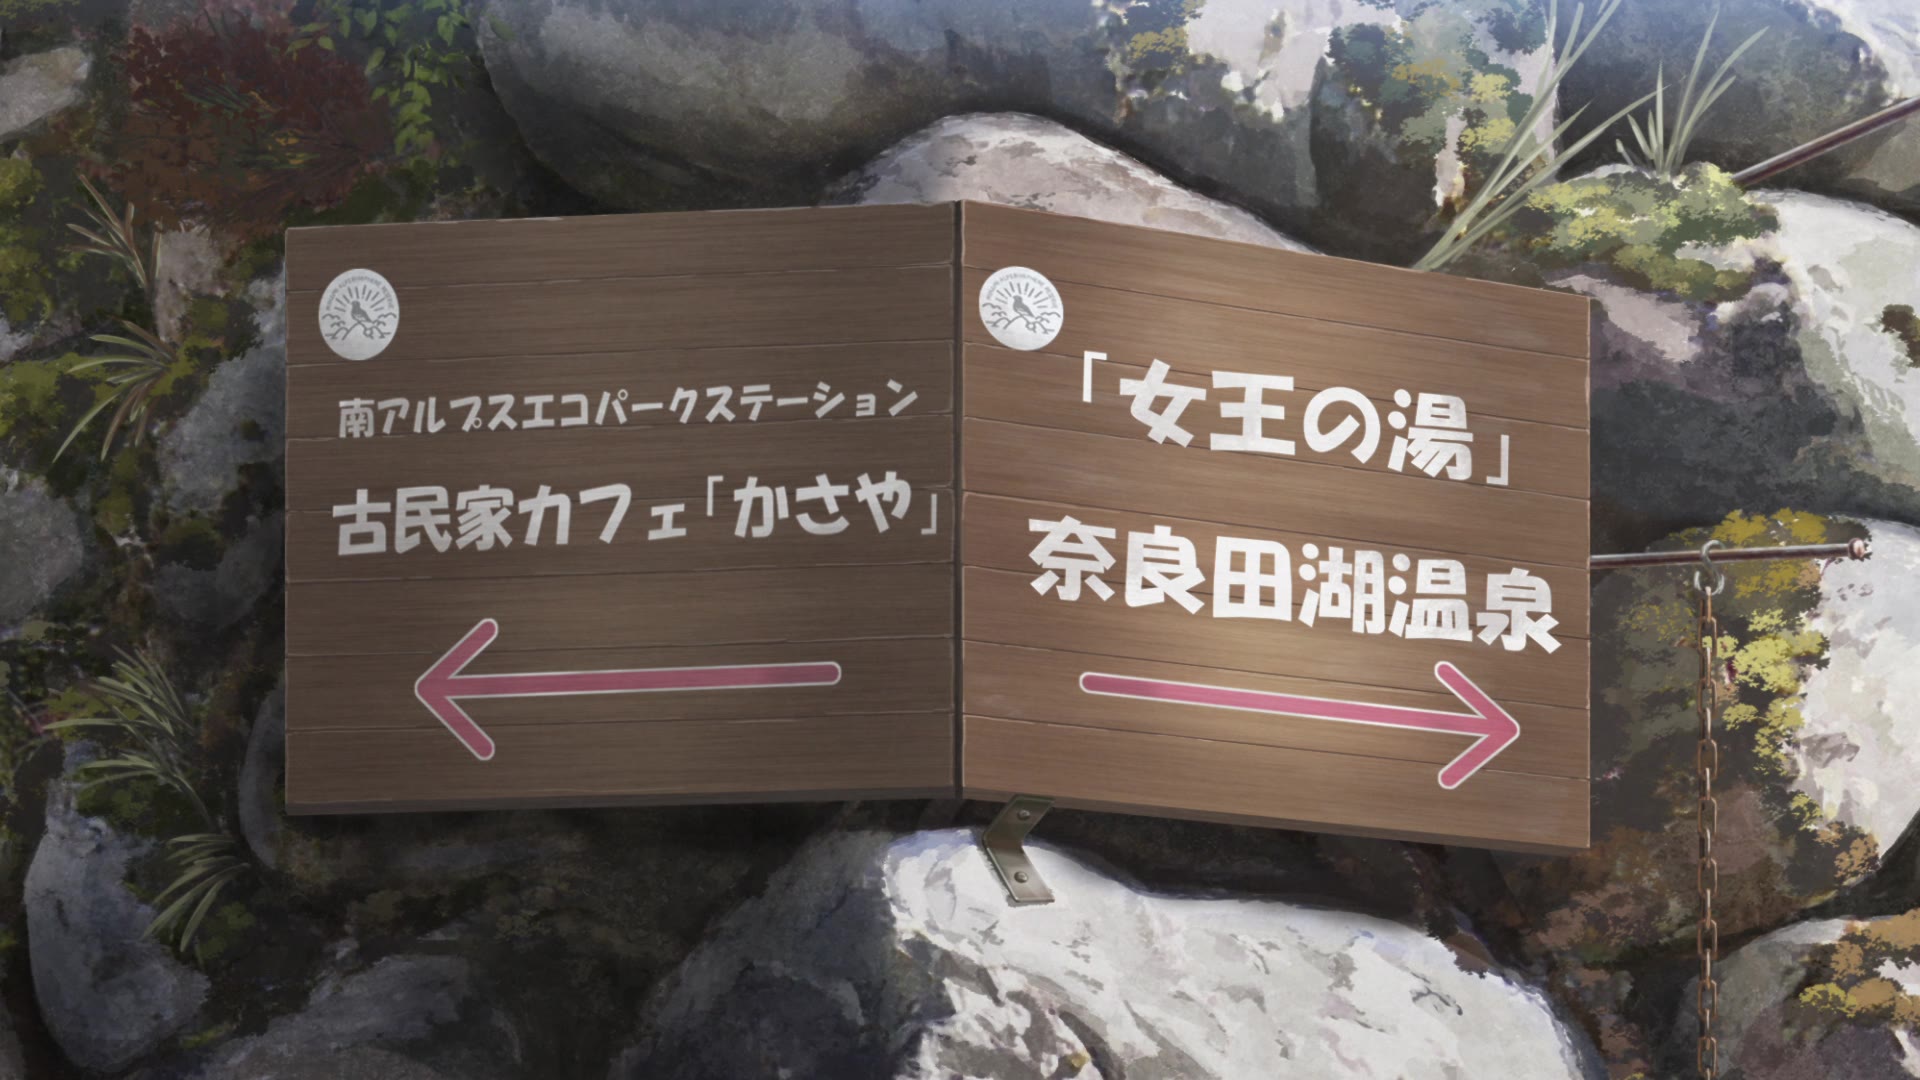 南アルプスエコパークステーション
古民家カフェ「かさや」
「女王の湯」
奈良田湖温泉